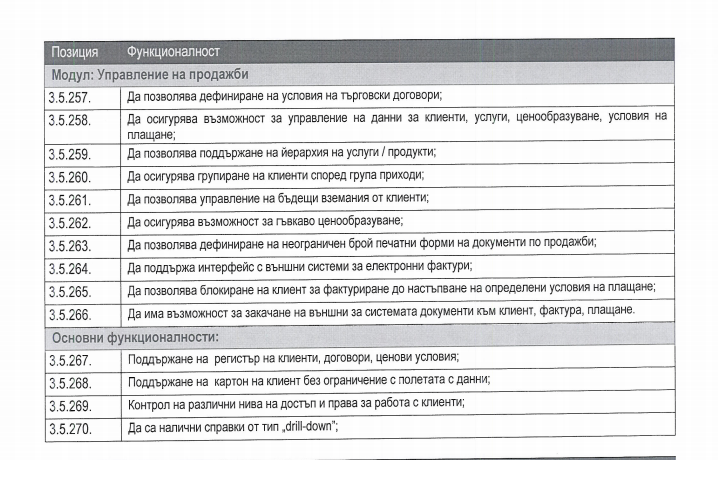 Позиция Функционалност
Модул: Управление на продажби
3.5.257. Да позволява дефиниране на условия на търговски договори;
3.5.258. Да осигурява възможност за управление на данни за клиенти, услуги, ценообразуване, условия на
плащане;
3.5.259. Да позволява поддържане на йерархия на услуги / продукти;
3.5.260. Да осигурява групиране на клиенти според група приходи;
3.5.261. Да позволява управление на бъдещи вземания от клиенти;
3.5.262. Да осигурява възможност за гъвкаво ценообразуване;
3.5.263. Да позволява дефиниране на неограничен брой печатни форми на документи по продажби;
3.5.264. Да поддържа интерфейс с външни системи за електронни фактури;
3.5.265. Да позволява блокиране на клиент за фактуриране до настъпване на определени условия на плащане;
3.5.266. Да има възможност за закачане на външни за системата документи към клиент, фактура, плащане.
Основни функционалности:
3.5.267. Поддържане на регистър на клиенти, договори, ценови условия;
3.5.268. Поддържане на картон на клиент без ограничение с полетата с данни;
3.5.269. Контрол на различни нива на достъп и права за работа с клиенти;
3.5.270. Да са налични справки от тип „drill-down";